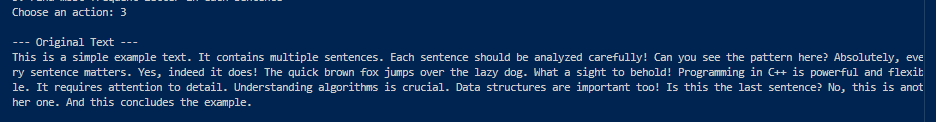 Choose an action: 3
--- Original Text ---
This is a simple example text. It contains multiple sentences. Each sentence should be analyzed carefully! Can you see the pattern here? Absolutely, eve
ry sentence matters. Yes, indeed it does! The quick brown fox jumps over the lazy dog. What a sight to behold! Programming in C++ is powerful and flexib
le. It requires attention to detail. Understanding algorithms is crucial. Data structures are important too! Is this the last sentence? No, this is anot
her one. And this concludes the example.